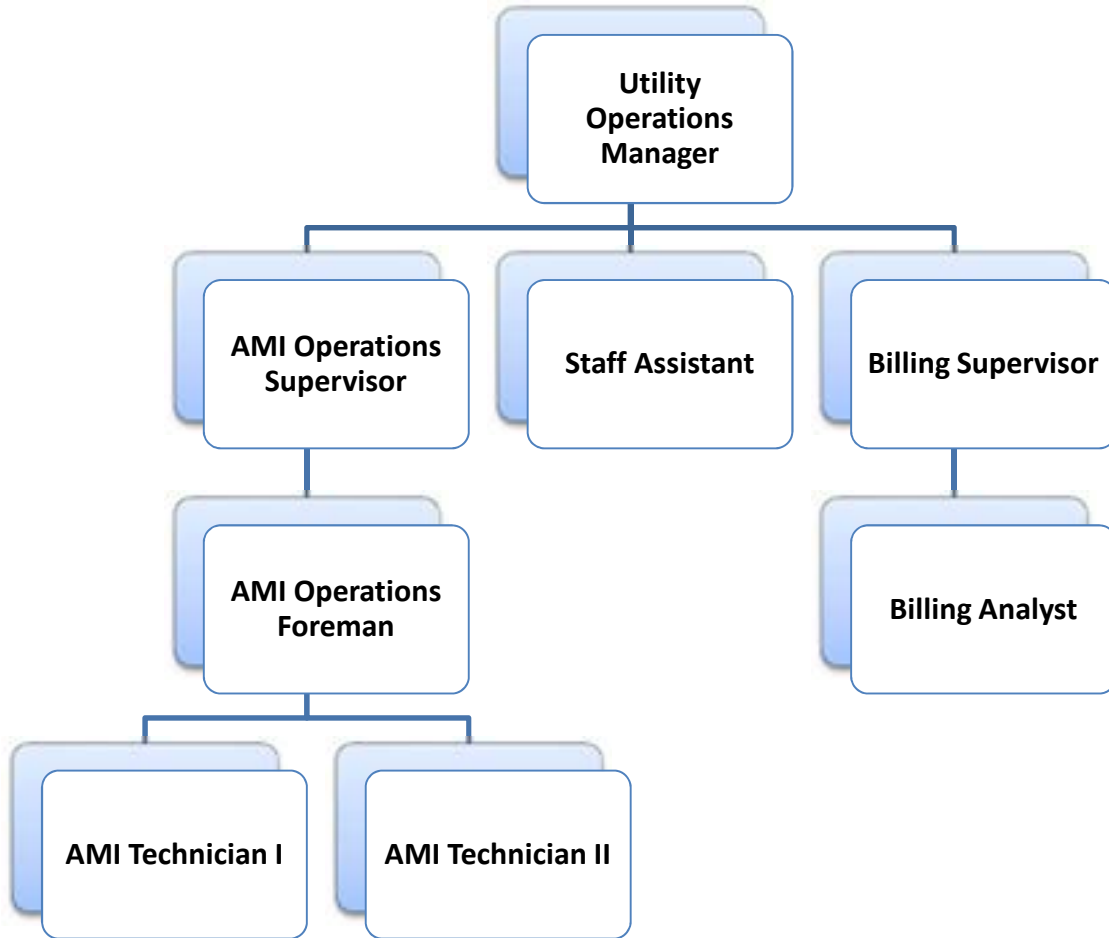 Utility
Operations
Manager
AMI Operations
Supervisor
Staff Assistant
Billing Supervisor
AMI Operations
Foreman
Billing Analyst
AMI Technician I
AMI Technician II